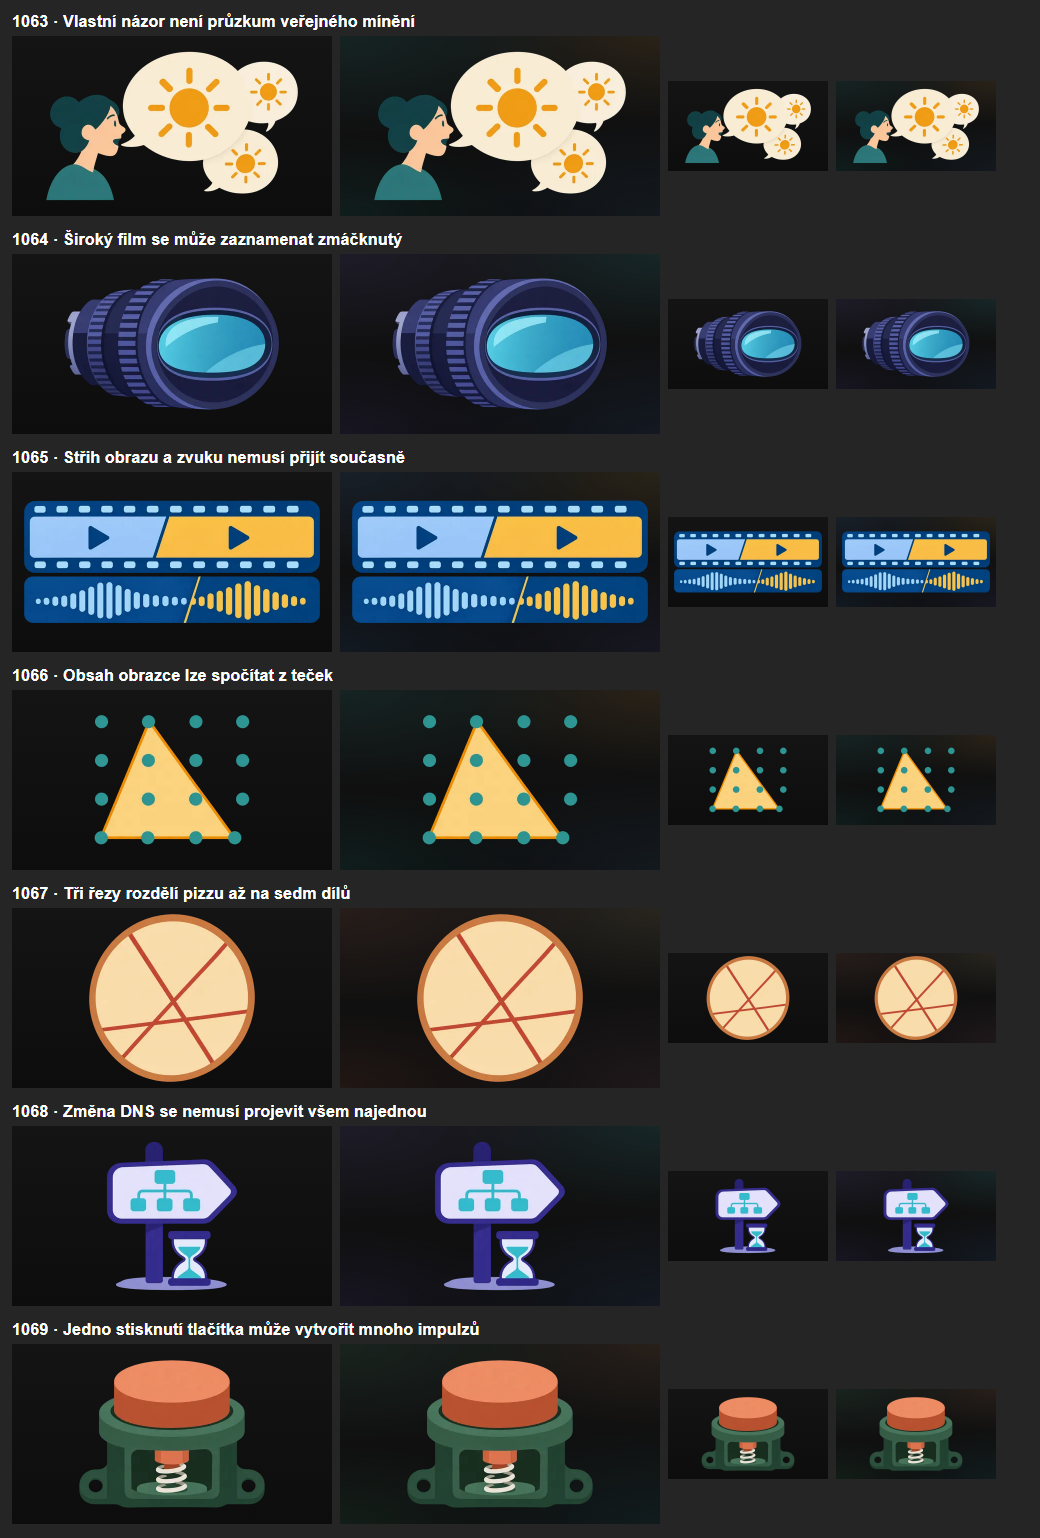 1063 · Vlastní názor není průzkum veřejného mínění
1064 · Široký film se může zaznamenat zmáčknutý
1065 · Střih obrazu a zvuku nemusí přijít současně
1066 · Obsah obrazce lze spočítat z teček
1067 · Tři řezy rozdělí pizzu až na sedm dílů
1068 · Změna DNS se nemusí projevit všem najednou
1069 · Jedno stisknutí tlačítka může vytvořit mnoho impulzů